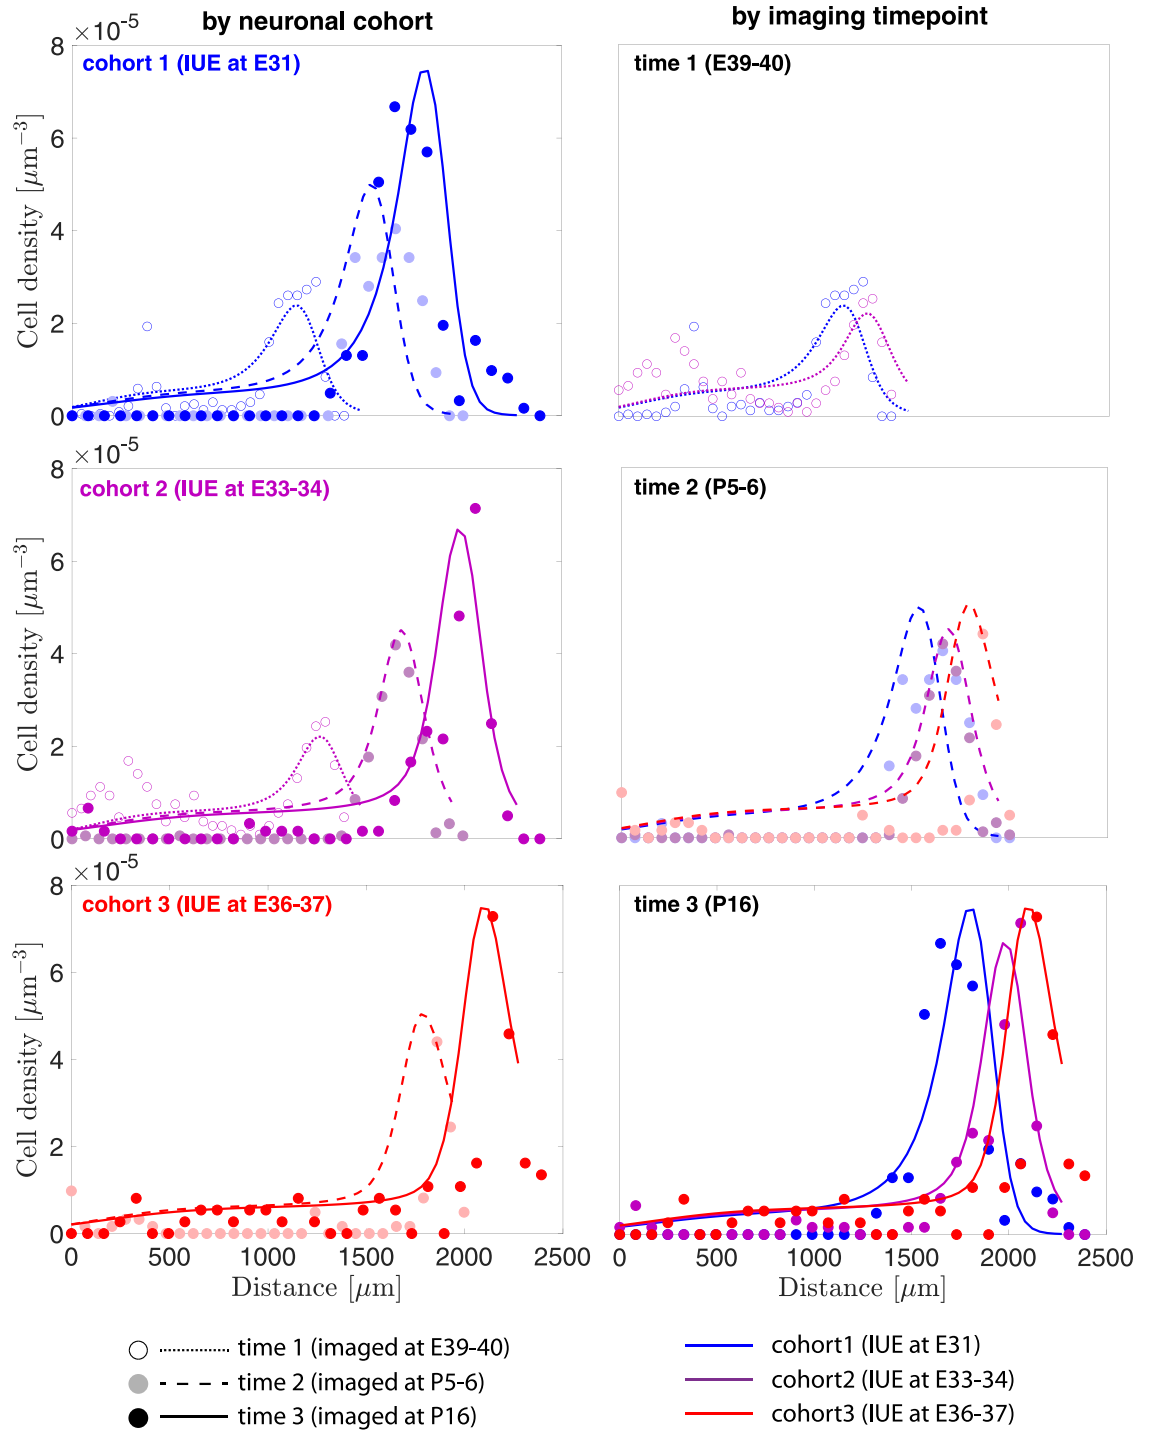 by neuronal cohort
by imaging timepoint
×10⁻⁵
8
6
4
2
0
Cell density [µm⁻³]
cohort 1 (IUE at E31)
time 1 (E39-40)
×10⁻⁵
8
6
4
2
0
Cell density [µm⁻³]
cohort 2 (IUE at E33-34)
time 2 (P5-6)
×10⁻⁵
8
6
4
2
0
Cell density [µm⁻³]
cohort 3 (IUE at E36-37)
time 3 (P16)
0 500 1000 1500 2000 2500
0 500 1000 1500 2000 2500
Distance [µm]
Distance [µm]
time 1 (imaged at E39-40)
time 2 (imaged at P5-6)
time 3 (imaged at P16)
cohort1 (IUE at E31)
cohort2 (IUE at E33-34)
cohort3 (IUE at E36-37)